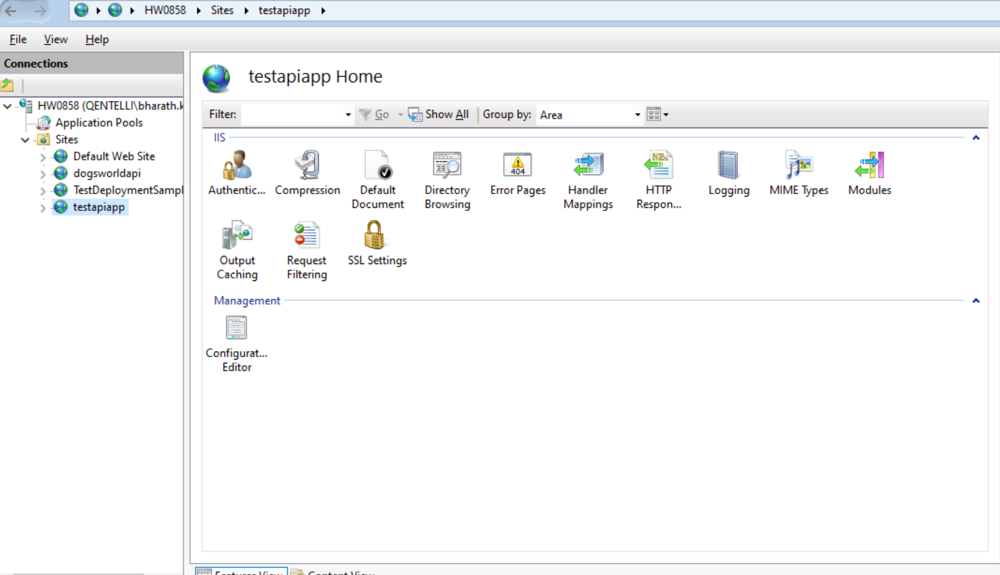 HW0858 Sites testapiapp
File View Help
Connections
HW0858 (QENTELLI\bharath.k
Application Pools
Sites
Default Web Site
dogsworldapi
TestDeploymentSampl
testapiapp
testapiapp Home
Filter: Go Show All Group by: Area
IIS
Authentic... Compression Default Document Directory Browsing Error Pages Handler Mappings HTTP Respon... Logging MIME Types Modules
404
Output Caching Request Filtering SSL Settings
Management
Configurat... Editor
Features View Content View